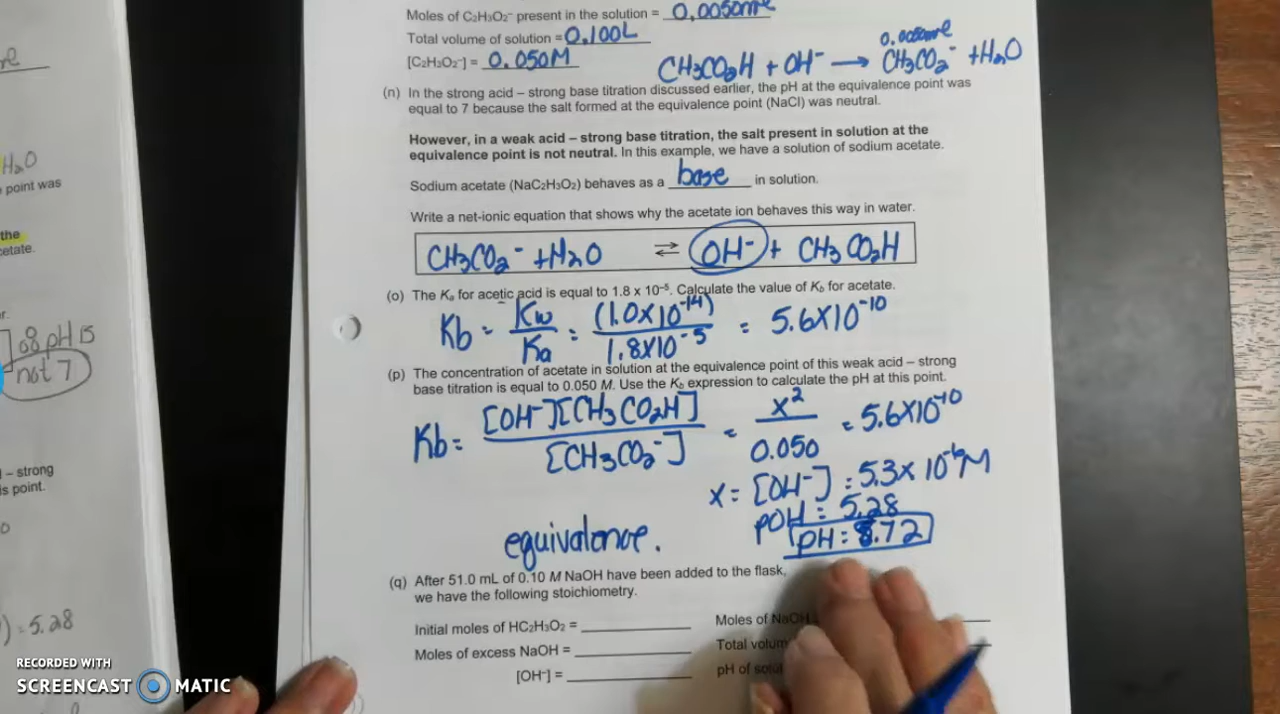 Moles of C2H3O2⁻ present in the solution = 0.0050 mole
Total volume of solution = 0.100L
[C2H3O2⁻] = 0.050M
CH3CO2H + OH⁻ → CH3CO2⁻ + H2O
(n) In the strong acid – strong base titration discussed earlier, the pH at the equivalence point was
equal to 7 because the salt formed at the equivalence point (NaCl) was neutral.
However, in a weak acid – strong base titration, the salt present in solution at the
equivalence point is not neutral. In this example, we have a solution of sodium acetate.
Sodium acetate (NaC2H3O2) behaves as a base in solution.
Write a net-ionic equation that shows why the acetate ion behaves this way in water.
CH3CO2⁻ + H2O ⇄ OH⁻ + CH3CO2H
(o) The Ka for acetic acid is equal to 1.8 x 10⁻⁵. Calculate the value of Kb for acetate.
Kb = Kw/Ka = (1.0X10⁻¹⁴)/1.8X10⁻⁵ = 5.6X10⁻¹⁰
(p) The concentration of acetate in solution at the equivalence point of this weak acid – strong
base titration is equal to 0.050 M. Use the Kb expression to calculate the pH at this point.
Kb = [OH⁻][CH3CO2H]/[CH3CO2⁻] = x²/0.050 = 5.6X10⁻¹⁰
x = [OH⁻] = 5.3x 10⁻⁶M
pOH = 5.28
pH = 8.72
equivalence.
(q) After 51.0 mL of 0.10 M NaOH have been added to the flask,
we have the following stoichiometry.
Initial moles of HC2H3O2 =
Moles of NaOH
Moles of excess NaOH =
Total
[OH⁻] =
pH of
H2O
point was
the
cetate.
pH is
not 7
– strong
is point.
) = 5.28
RECORDED WITH
SCREENCAST MATIC